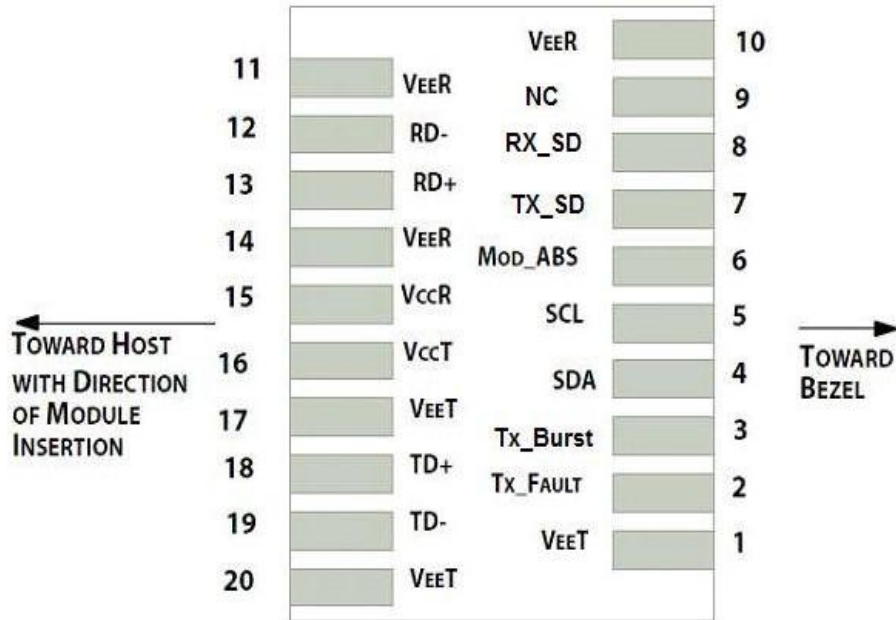 VEER 10
11 VEER
NC 9
12 RD-
RX_SD 8
13 RD+
TX_SD 7
14 VEER
MOD_ABS 6
15 VCCR
SCL 5
TOWARD HOST
WITH DIRECTION
OF MODULE
INSERTION
TOWARD
BEZEL
16 VCCT
SDA 4
17 VEET
Tx_Burst 3
18 TD+
TX_FAULT 2
19 TD-
VEET 1
20 VEET